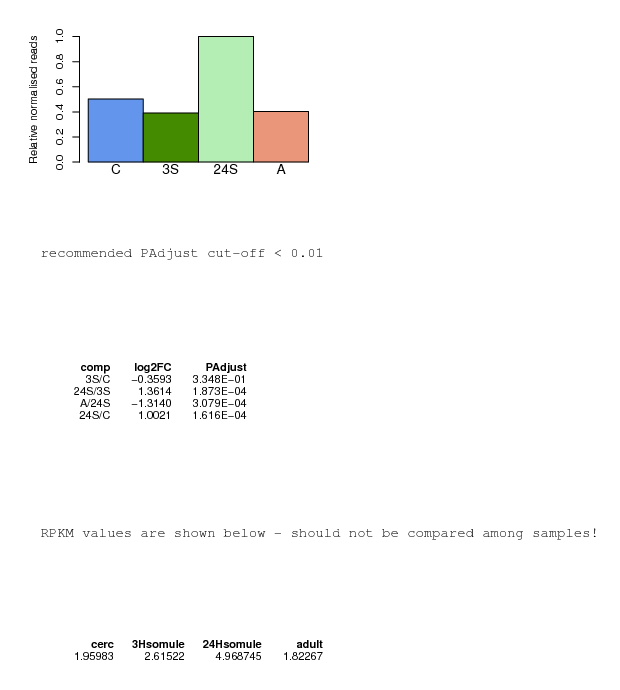 Relative normalised reads
1.0
0.8
0.6
0.4
0.2
0.0
C 3S 24S A
recommended PAdjust cut-off < 0.01
comp log2FC PAdjust
3S/C −0.3593 3.348E−01
24S/3S 1.3614 1.873E−04
A/24S −1.3140 3.079E−04
24S/C 1.0021 1.616E−04
RPKM values are shown below - should not be compared among samples!
cerc 3Hsomule 24Hsomule adult
1.95983 2.61522 4.968745 1.82267